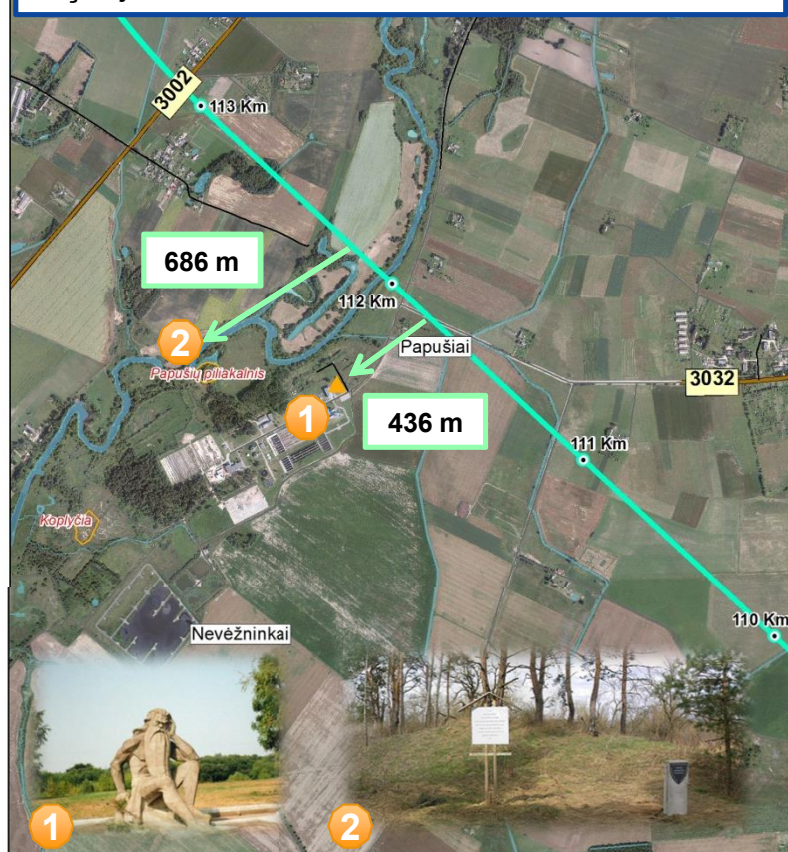 3002
113 Km
686 m
112 Km
2
Papušių piliakalnis
Papušiai
3032
1
436 m
111 Km
Koplyčia
110 Km
Nevėžninkai
1
2